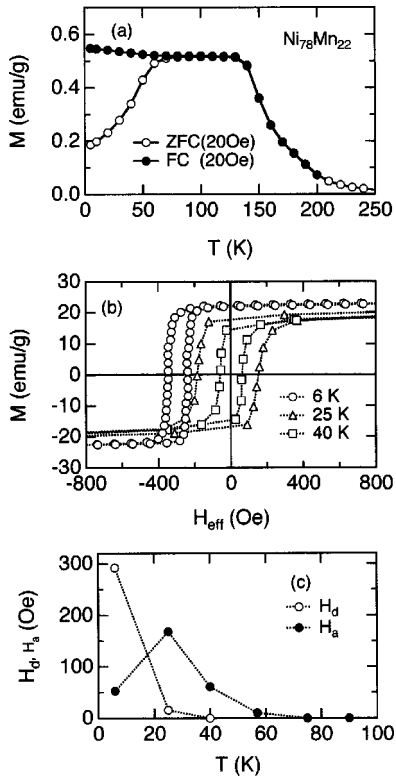 0.6
(a)
Ni78Mn22
0.4
M (emu/g)
0.2
ZFC(20Oe)
FC (20Oe)
0.0
0 50 100 150 200 250
T (K)
30
(b)
20
10
M (emu/g)
0
-10
6 K
25 K
-20
40 K
-30
-800 -400 0 400 800
Heff (Oe)
300
(c)
Hd
Ha
200
Hd, Ha (Oe)
100
0
0 20 40 60 80 100
T (K)